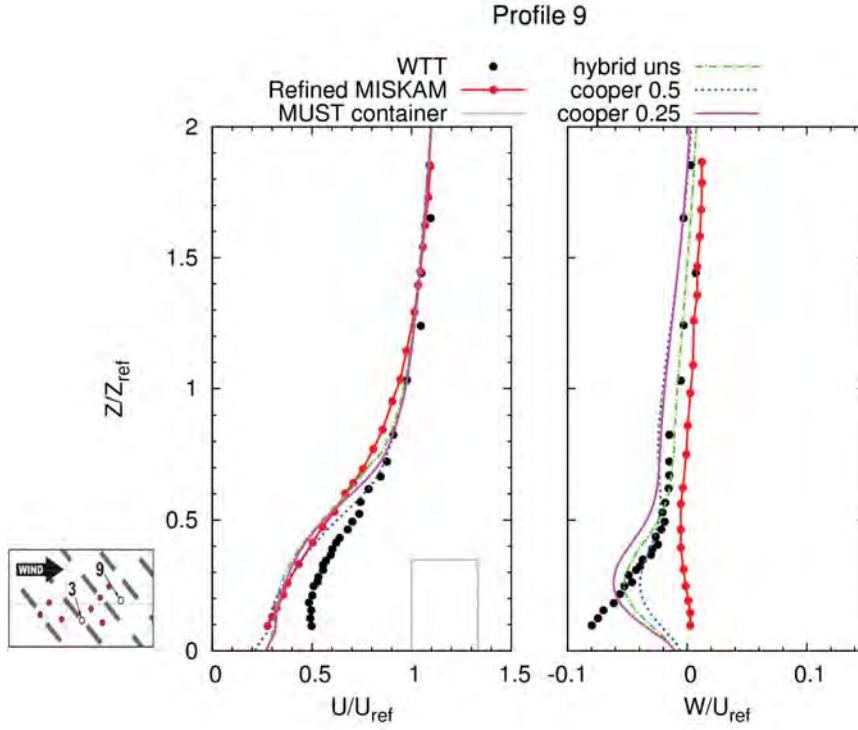 Profile 9
WTT
Refined MISKAM
MUST container
hybrid uns
cooper 0.5
cooper 0.25
2
1.5
1
0.5
0
Z/Z_ref
0 0.5 1 1.5
U/U_ref
-0.1 0 0.1
W/U_ref
WIND
9
3